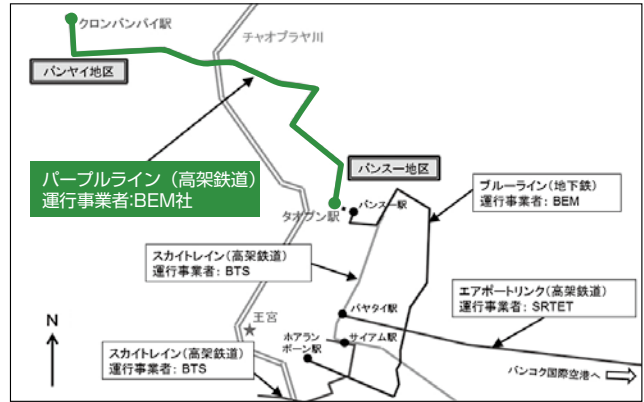 クロンバンパイ駅
チャオプラヤ川
バンヤイ地区
バンスー地区
パープルライン（高架鉄道）
運行事業者:BEM社
ブルーライン(地下鉄)
運行事業者: BEM
タオプン駅
バンスー駅
スカイトレイン(高架鉄道)
運行事業者: BTS
エアポートリンク(高架鉄道)
運行事業者: SRTET
パヤタイ駅
N
王宮
ホアラン
ポーン駅
サイアム駅
スカイトレイン(高架鉄道)
運行事業者: BTS
バンコク国際空港へ